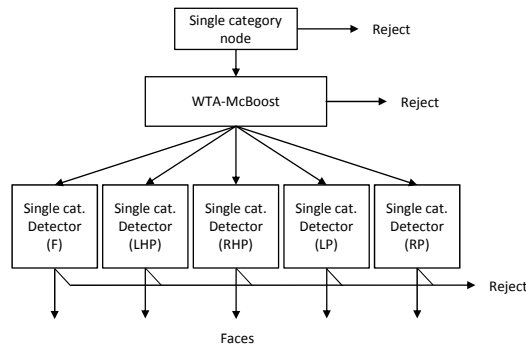 Single category
node
Reject
WTA-McBoost
Reject
Single cat.
Detector
(F)
Single cat.
Detector
(LHP)
Single cat.
Detector
(RHP)
Single cat.
Detector
(LP)
Single cat.
Detector
(RP)
Reject
Faces